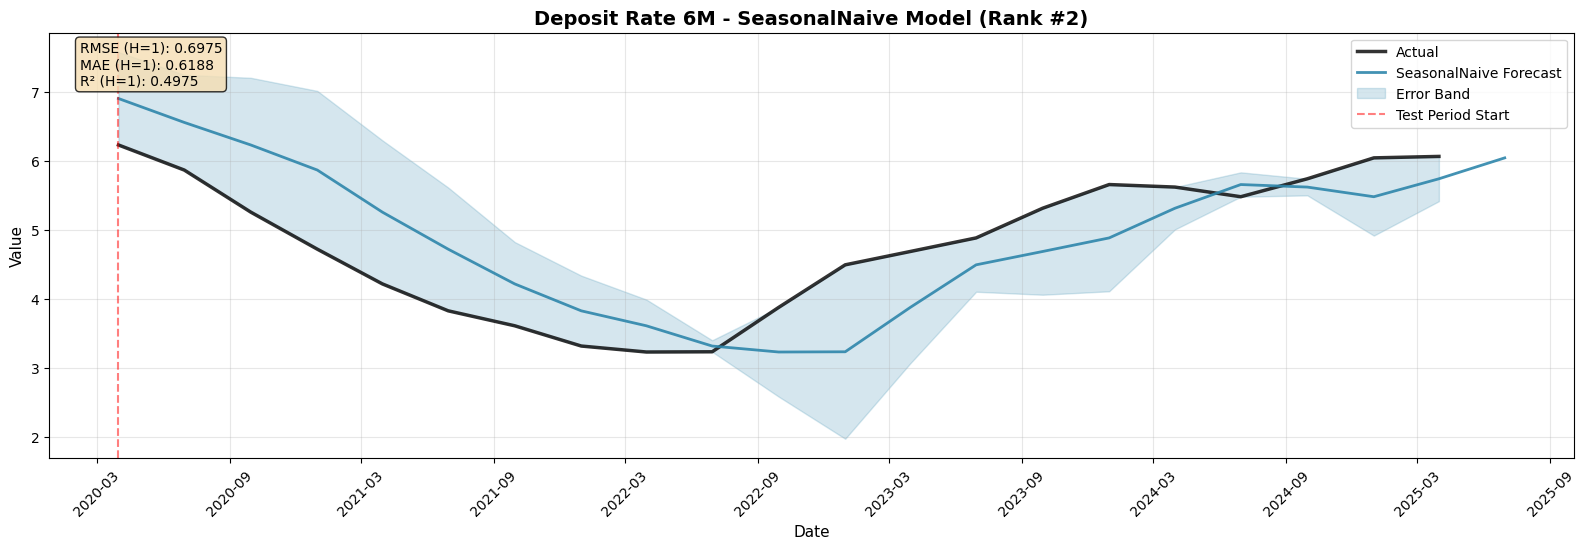 Deposit Rate 6M - SeasonalNaive Model (Rank #2)
RMSE (H=1): 0.6975
MAE (H=1): 0.6188
R² (H=1): 0.4975
Actual
SeasonalNaive Forecast
Error Band
Test Period Start
Value
7
6
5
4
3
2
2020-03
2020-09
2021-03
2021-09
2022-03
2022-09
2023-03
2023-09
2024-03
2024-09
2025-03
2025-09
Date